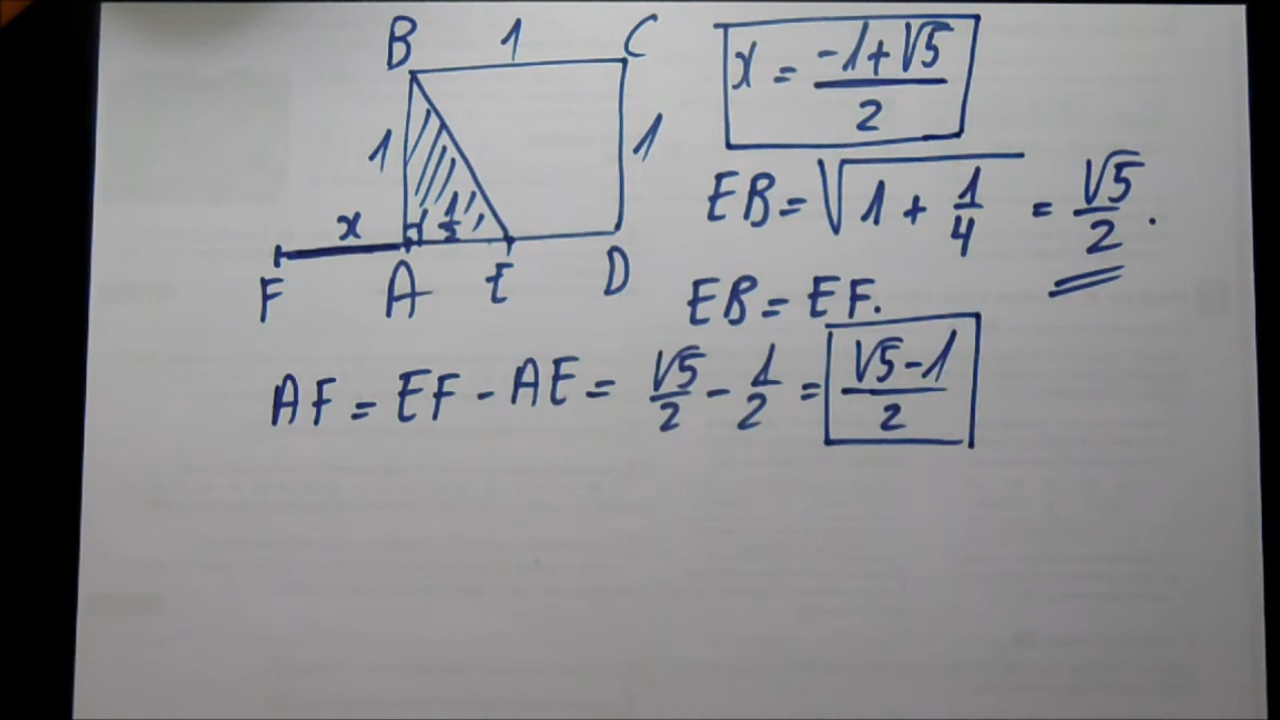 B 1 C
1 1
x 1/2
F A E D
x = (-1+√5)/2
EB = √(1 + 1/4) = √5/2.
EB = EF.
AF = EF - AE = √5/2 - 1/2 = (√5-1)/2